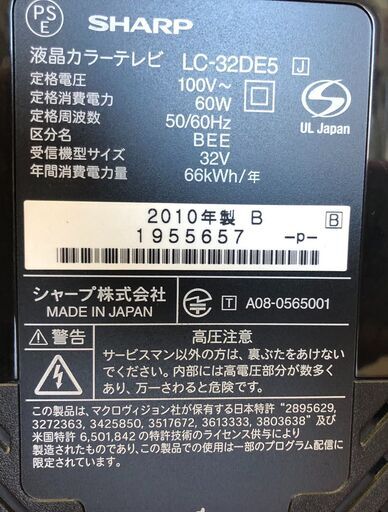 PS
E
SHARP
液晶カラーテレビ LC-32DE5 J
定格電圧 100V～
定格消費電力 60W
定格周波数 50/60Hz
区分名 BEE
受信機型サイズ 32V
年間消費電力量 66kWh/年
S
UL Japan
2010年製 B B
1955657 -p-
シャープ株式会社
MADE IN JAPAN
T A08-0565001
警告 高圧注意
サービスマン以外の方は、裏ぶたをあけない
でください。内部には高電圧部分が数多く
あり、万一さわると危険です。
この製品は、マクロヴィジョン社が保有する日本特許 "2895629,
3272363, 3425850, 3517672, 3613333, 3803638" 及び
米国特許 6,501,842 の特許技術のライセンス供与により
製造されたものであり、この製品での使用は一部のプログラム配信に
限定されます。